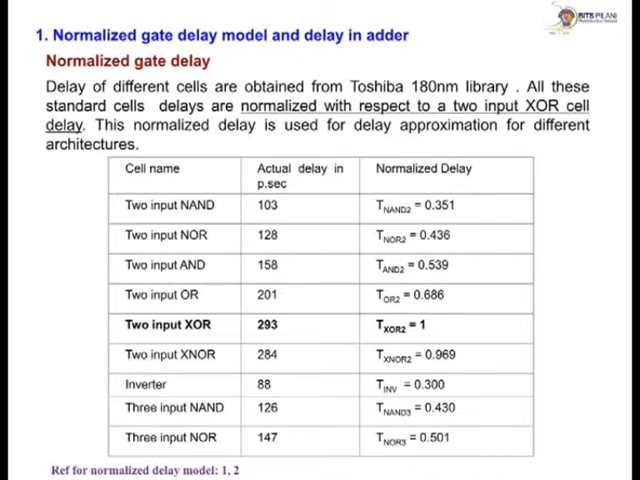 BITS PILANI
1. Normalized gate delay model and delay in adder
Normalized gate delay
Delay of different cells are obtained from Toshiba 180nm library . All these
standard cells delays are normalized with respect to a two input XOR cell
delay. This normalized delay is used for delay approximation for different
architectures.
Cell name Actual delay in p.sec Normalized Delay
Two input NAND 103 TNAND2 = 0.351
Two input NOR 128 TNOR2 = 0.436
Two input AND 158 TAND2 = 0.539
Two input OR 201 TOR2 = 0.686
Two input XOR 293 TXOR2 = 1
Two input XNOR 284 TXNOR2 = 0.969
Inverter 88 TINV = 0.300
Three input NAND 126 TNAND3 = 0.430
Three input NOR 147 TNOR3 = 0.501
Ref for normalized delay model: 1, 2